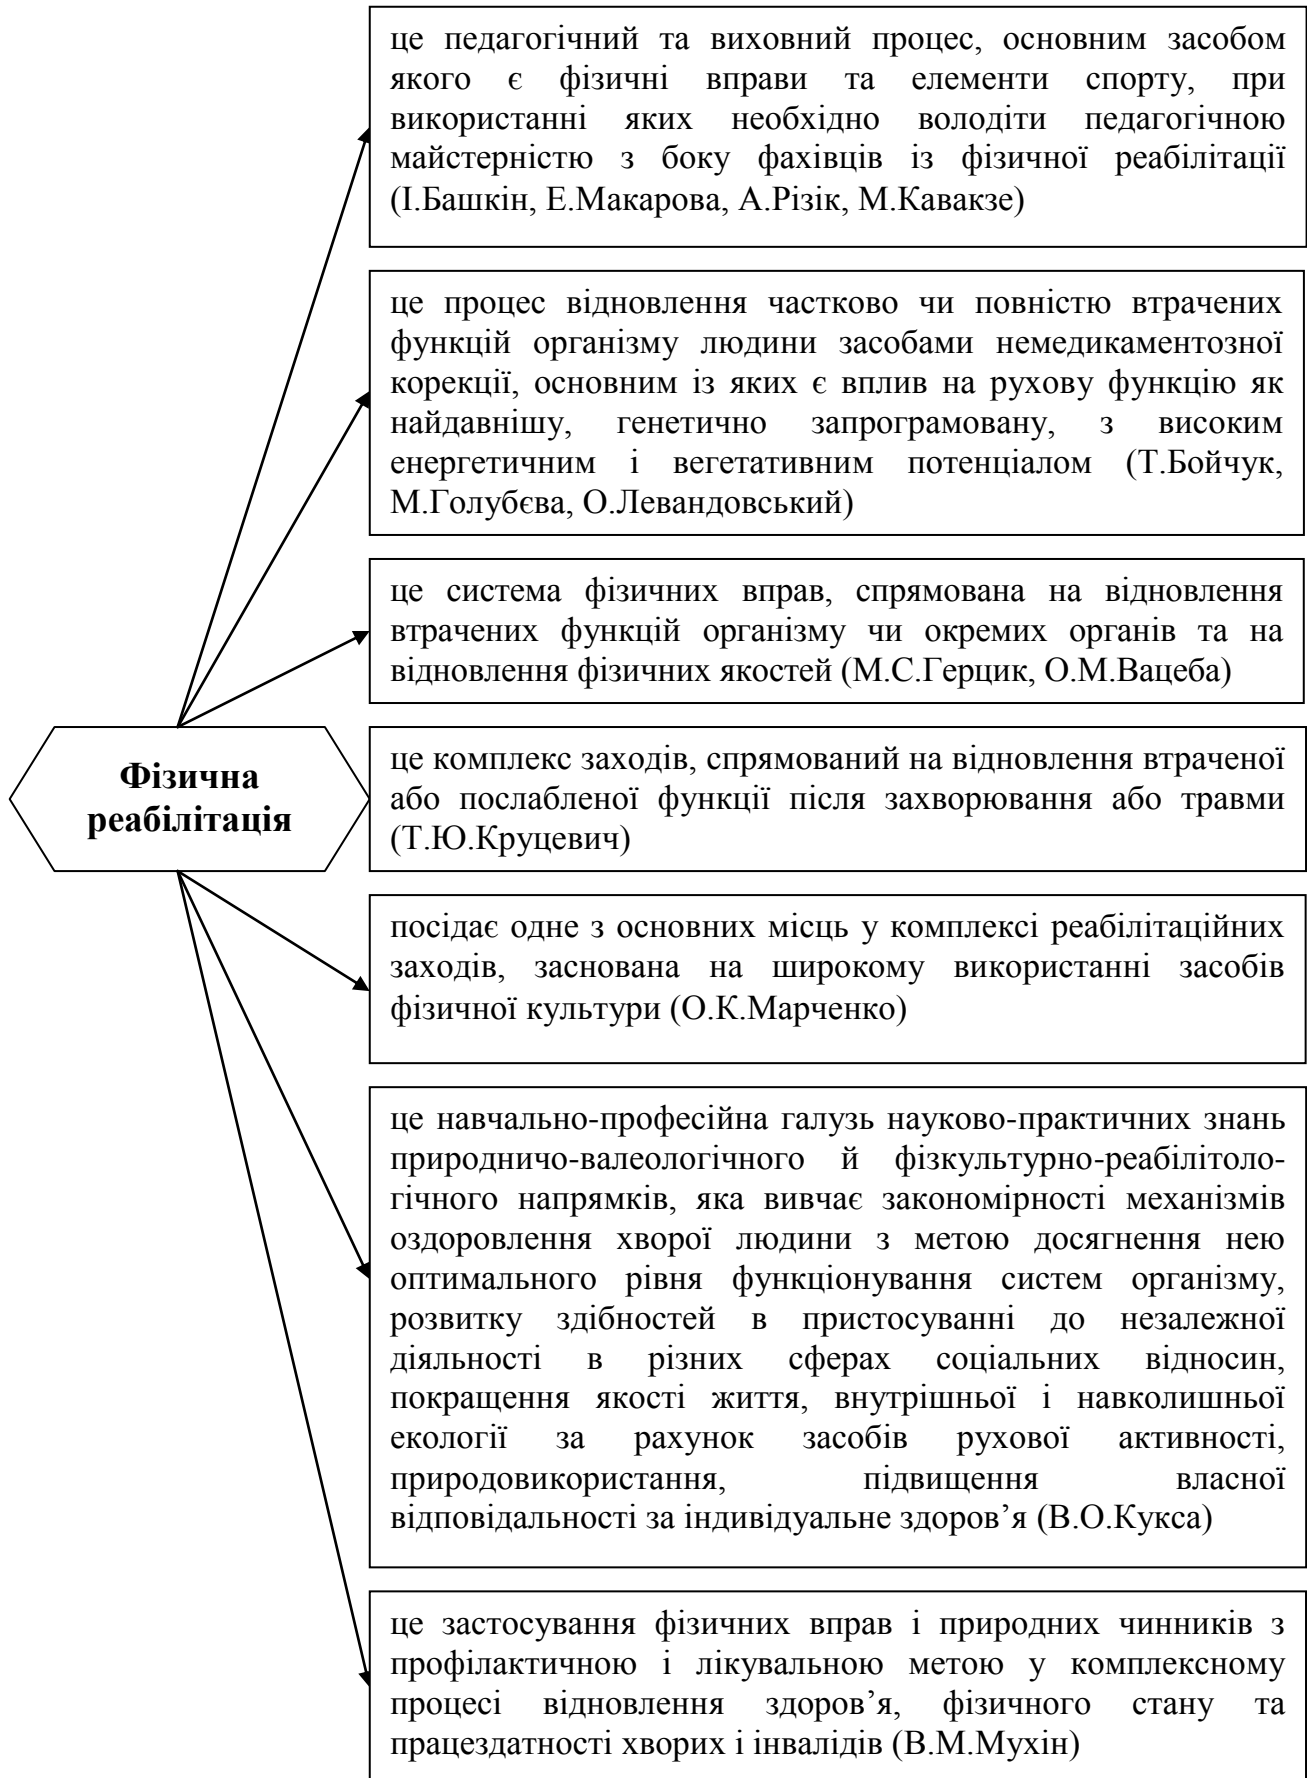 це педагогічний та виховний процес, основним засобом
якого є фізичні вправи та елементи спорту, при
використанні яких необхідно володіти педагогічною
майстерністю з боку фахівців із фізичної реабілітації
(І.Башкін, Е.Макарова, А.Різік, М.Кавакзе)
це процес відновлення частково чи повністю втрачених
функцій організму людини засобами немедикаментозної
корекції, основним із яких є вплив на рухову функцію як
найдавнішу, генетично запрограмовану, з високим
енергетичним і вегетативним потенціалом (Т.Бойчук,
М.Голубєва, О.Левандовський)
це система фізичних вправ, спрямована на відновлення
втрачених функцій організму чи окремих органів та на
відновлення фізичних якостей (М.С.Герцик, О.М.Вацеба)
Фізична
реабілітація
це комплекс заходів, спрямований на відновлення втраченої
або послабленої функції після захворювання або травми
(Т.Ю.Круцевич)
посідає одне з основних місць у комплексі реабілітаційних
заходів, заснована на широкому використанні засобів
фізичної культури (О.К.Марченко)
це навчально-професійна галузь науково-практичних знань
природничо-валеологічного й фізкультурно-реабілітоло-
гічного напрямків, яка вивчає закономірності механізмів
оздоровлення хворої людини з метою досягнення нею
оптимального рівня функціонування систем організму,
розвитку здібностей в пристосуванні до незалежної
діяльності в різних сферах соціальних відносин,
покращення якості життя, внутрішньої і навколишньої
екології за рахунок засобів рухової активності,
природовикористання, підвищення власної
відповідальності за індивідуальне здоров’я (В.О.Кукса)
це застосування фізичних вправ і природних чинників з
профілактичною і лікувальною метою у комплексному
процесі відновлення здоров’я, фізичного стану та
працездатності хворих і інвалідів (В.М.Мухін)